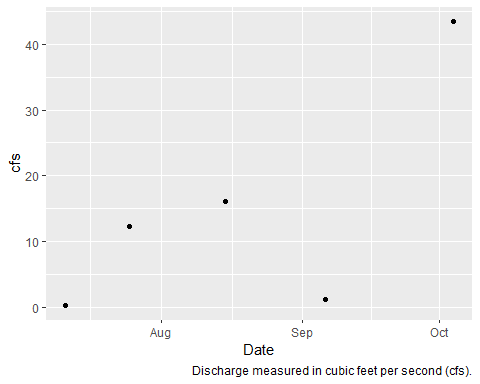 40
30
20
10
0
cfs
Aug Sep Oct
Date
Discharge measured in cubic feet per second (cfs).